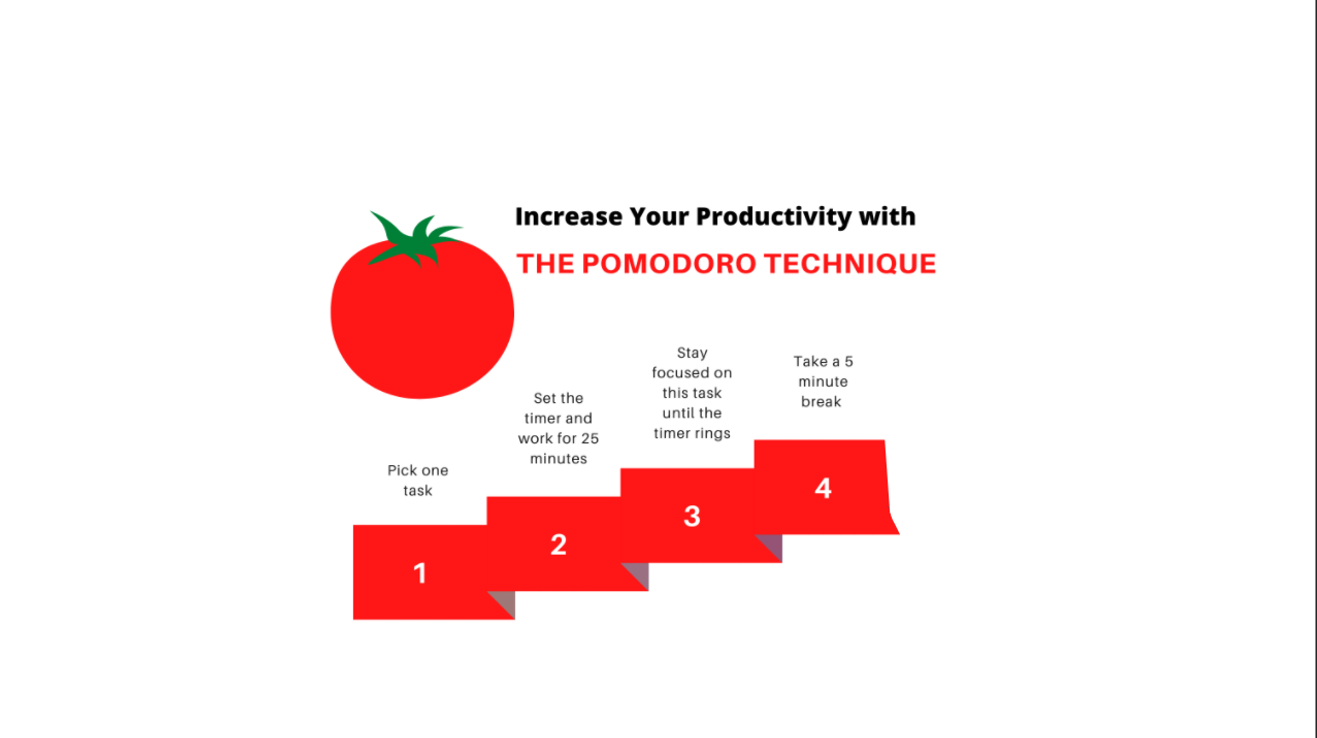 Increase Your Productivity with
THE POMODORO TECHNIQUE
Pick one
task
1
Set the
timer and
work for 25
minutes
2
Stay
focused on
this task
until the
timer rings
3
Take a 5
minute
break
4